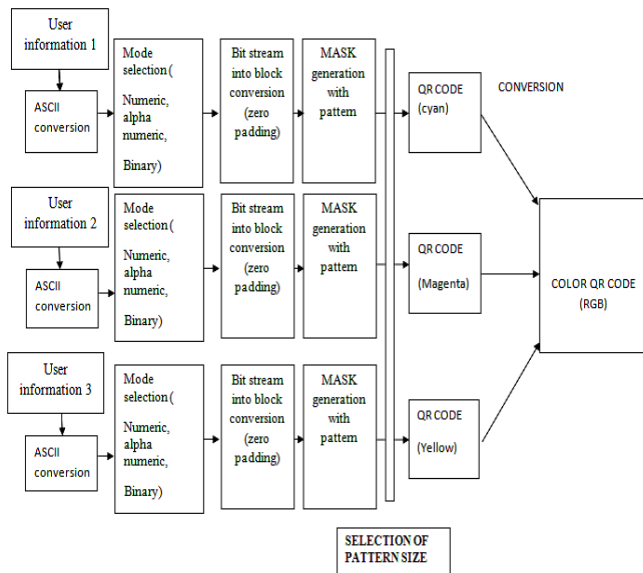 User
information 1
ASCII
conversion
Mode
selection (
Numeric,
alpha
numeric,
Binary)
Bit stream
into block
conversion
(zero
padding)
MASK
generation
with
pattern
QR CODE
(cyan)
CONVERSION
User
information 2
ASCII
conversion
Mode
selection (
Numeric,
alpha
numeric,
Binary)
Bit stream
into block
conversion
(zero
padding)
MASK
generation
with
pattern
QR CODE
(Magenta)
COLOR QR CODE
(RGB)
User
information 3
ASCII
conversion
Mode
selection (
Numeric,
alpha
numeric,
Binary)
Bit stream
into block
conversion
(zero
padding)
MASK
generation
with
pattern
QR CODE
(Yellow)
SELECTION OF
PATTERN SIZE